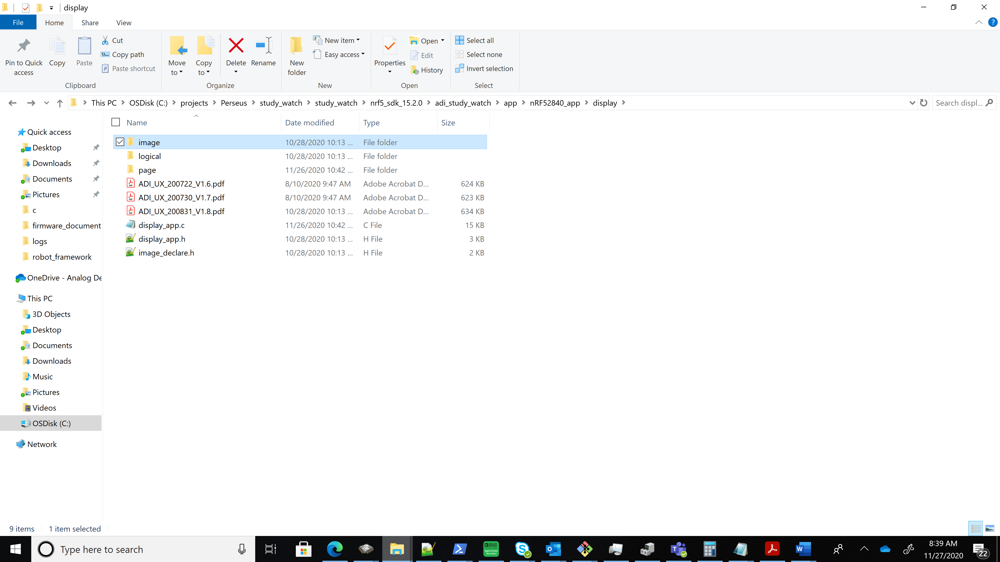 display
File Home Share View
Pin to Quick access
Copy
Paste
Cut
Copy path
Paste shortcut
Clipboard
Move to
Copy to
Delete
Rename
Organize
New folder
New item
Easy access
New
Properties
Open
Edit
History
Open
Select all
Select none
Invert selection
Select
This PC OSDisk (C:) projects Perseus study_watch study_watch nrf5_sdk_15.2.0 adi_study_watch app nRF52840_app display
Search displ...
Name Date modified Type Size
image 10/28/2020 10:13 ... File folder
logical 10/28/2020 10:13 ... File folder
page 11/26/2020 10:42 ... File folder
ADI_UX_200722_V1.6.pdf 8/10/2020 9:47 AM Adobe Acrobat D... 624 KB
ADI_UX_200730_V1.7.pdf 8/10/2020 9:47 AM Adobe Acrobat D... 623 KB
ADI_UX_200831_V1.8.pdf 10/28/2020 10:13 ... Adobe Acrobat D... 634 KB
display_app.c 11/26/2020 10:42 ... C File 15 KB
display_app.h 10/28/2020 10:13 ... H File 3 KB
image_declare.h 10/28/2020 10:13 ... H File 2 KB
Quick access
Desktop
Downloads
Documents
Pictures
c
firmware_document
logs
robot_framework
OneDrive - Analog De
This PC
3D Objects
Desktop
Documents
Downloads
Music
Pictures
Videos
OSDisk (C:)
Network
9 items 1 item selected
Type here to search
ANALOG DEVICES
Applications
WaveTool
8:39 AM
11/27/2020
22